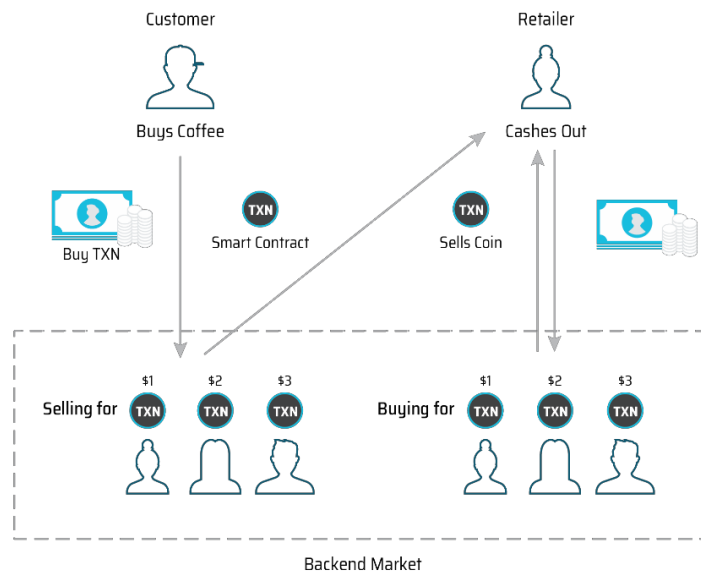 Customer
Retailer
Buys Coffee
Cashes Out
TXN
TXN
Buy TXN
Smart Contract
Sells Coin
$1 $2 $3
$1 $2 $3
Selling for TXN TXN TXN
Buying for TXN TXN TXN
Backend Market